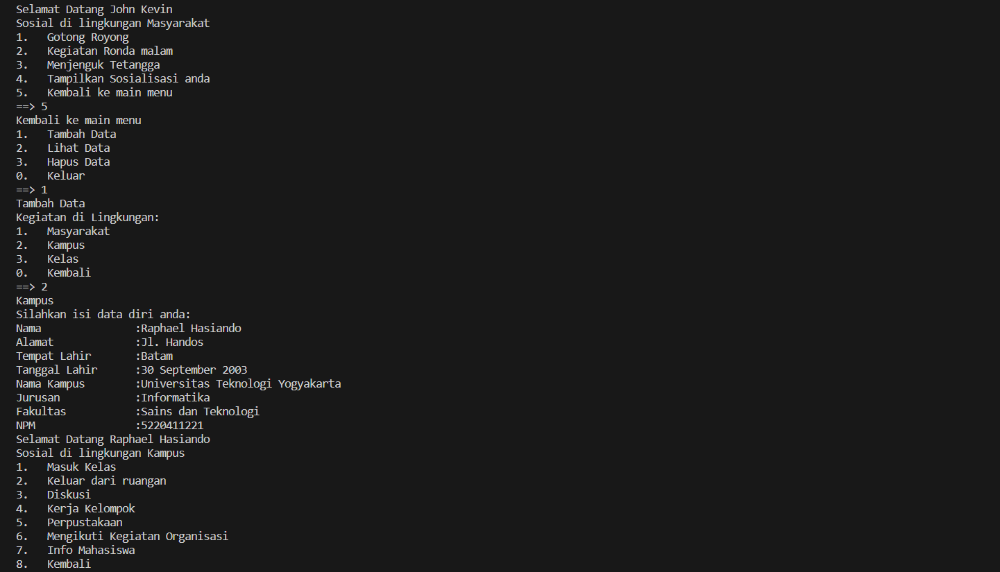 Selamat Datang John Kevin
Sosial di lingkungan Masyarakat
1.   Gotong Royong
2.   Kegiatan Ronda malam
3.   Menjenguk Tetangga
4.   Tampilkan Sosialisasi anda
5.   Kembali ke main menu
==> 5
Kembali ke main menu
1.   Tambah Data
2.   Lihat Data
3.   Hapus Data
0.   Keluar
==> 1
Tambah Data
Kegiatan di Lingkungan:
1.   Masyarakat
2.   Kampus
3.   Kelas
0.   Kembali
==> 2
Kampus
Silahkan isi data diri anda:
Nama               :Raphael Hasiando
Alamat             :Jl. Handos
Tempat Lahir       :Batam
Tanggal Lahir      :30 September 2003
Nama Kampus        :Universitas Teknologi Yogyakarta
Jurusan            :Informatika
Fakultas           :Sains dan Teknologi
NPM                :5220411221
Selamat Datang Raphael Hasiando
Sosial di lingkungan Kampus
1.   Masuk Kelas
2.   Keluar dari ruangan
3.   Diskusi
4.   Kerja Kelompok
5.   Perpustakaan
6.   Mengikuti Kegiatan Organisasi
7.   Info Mahasiswa
8.   Kembali